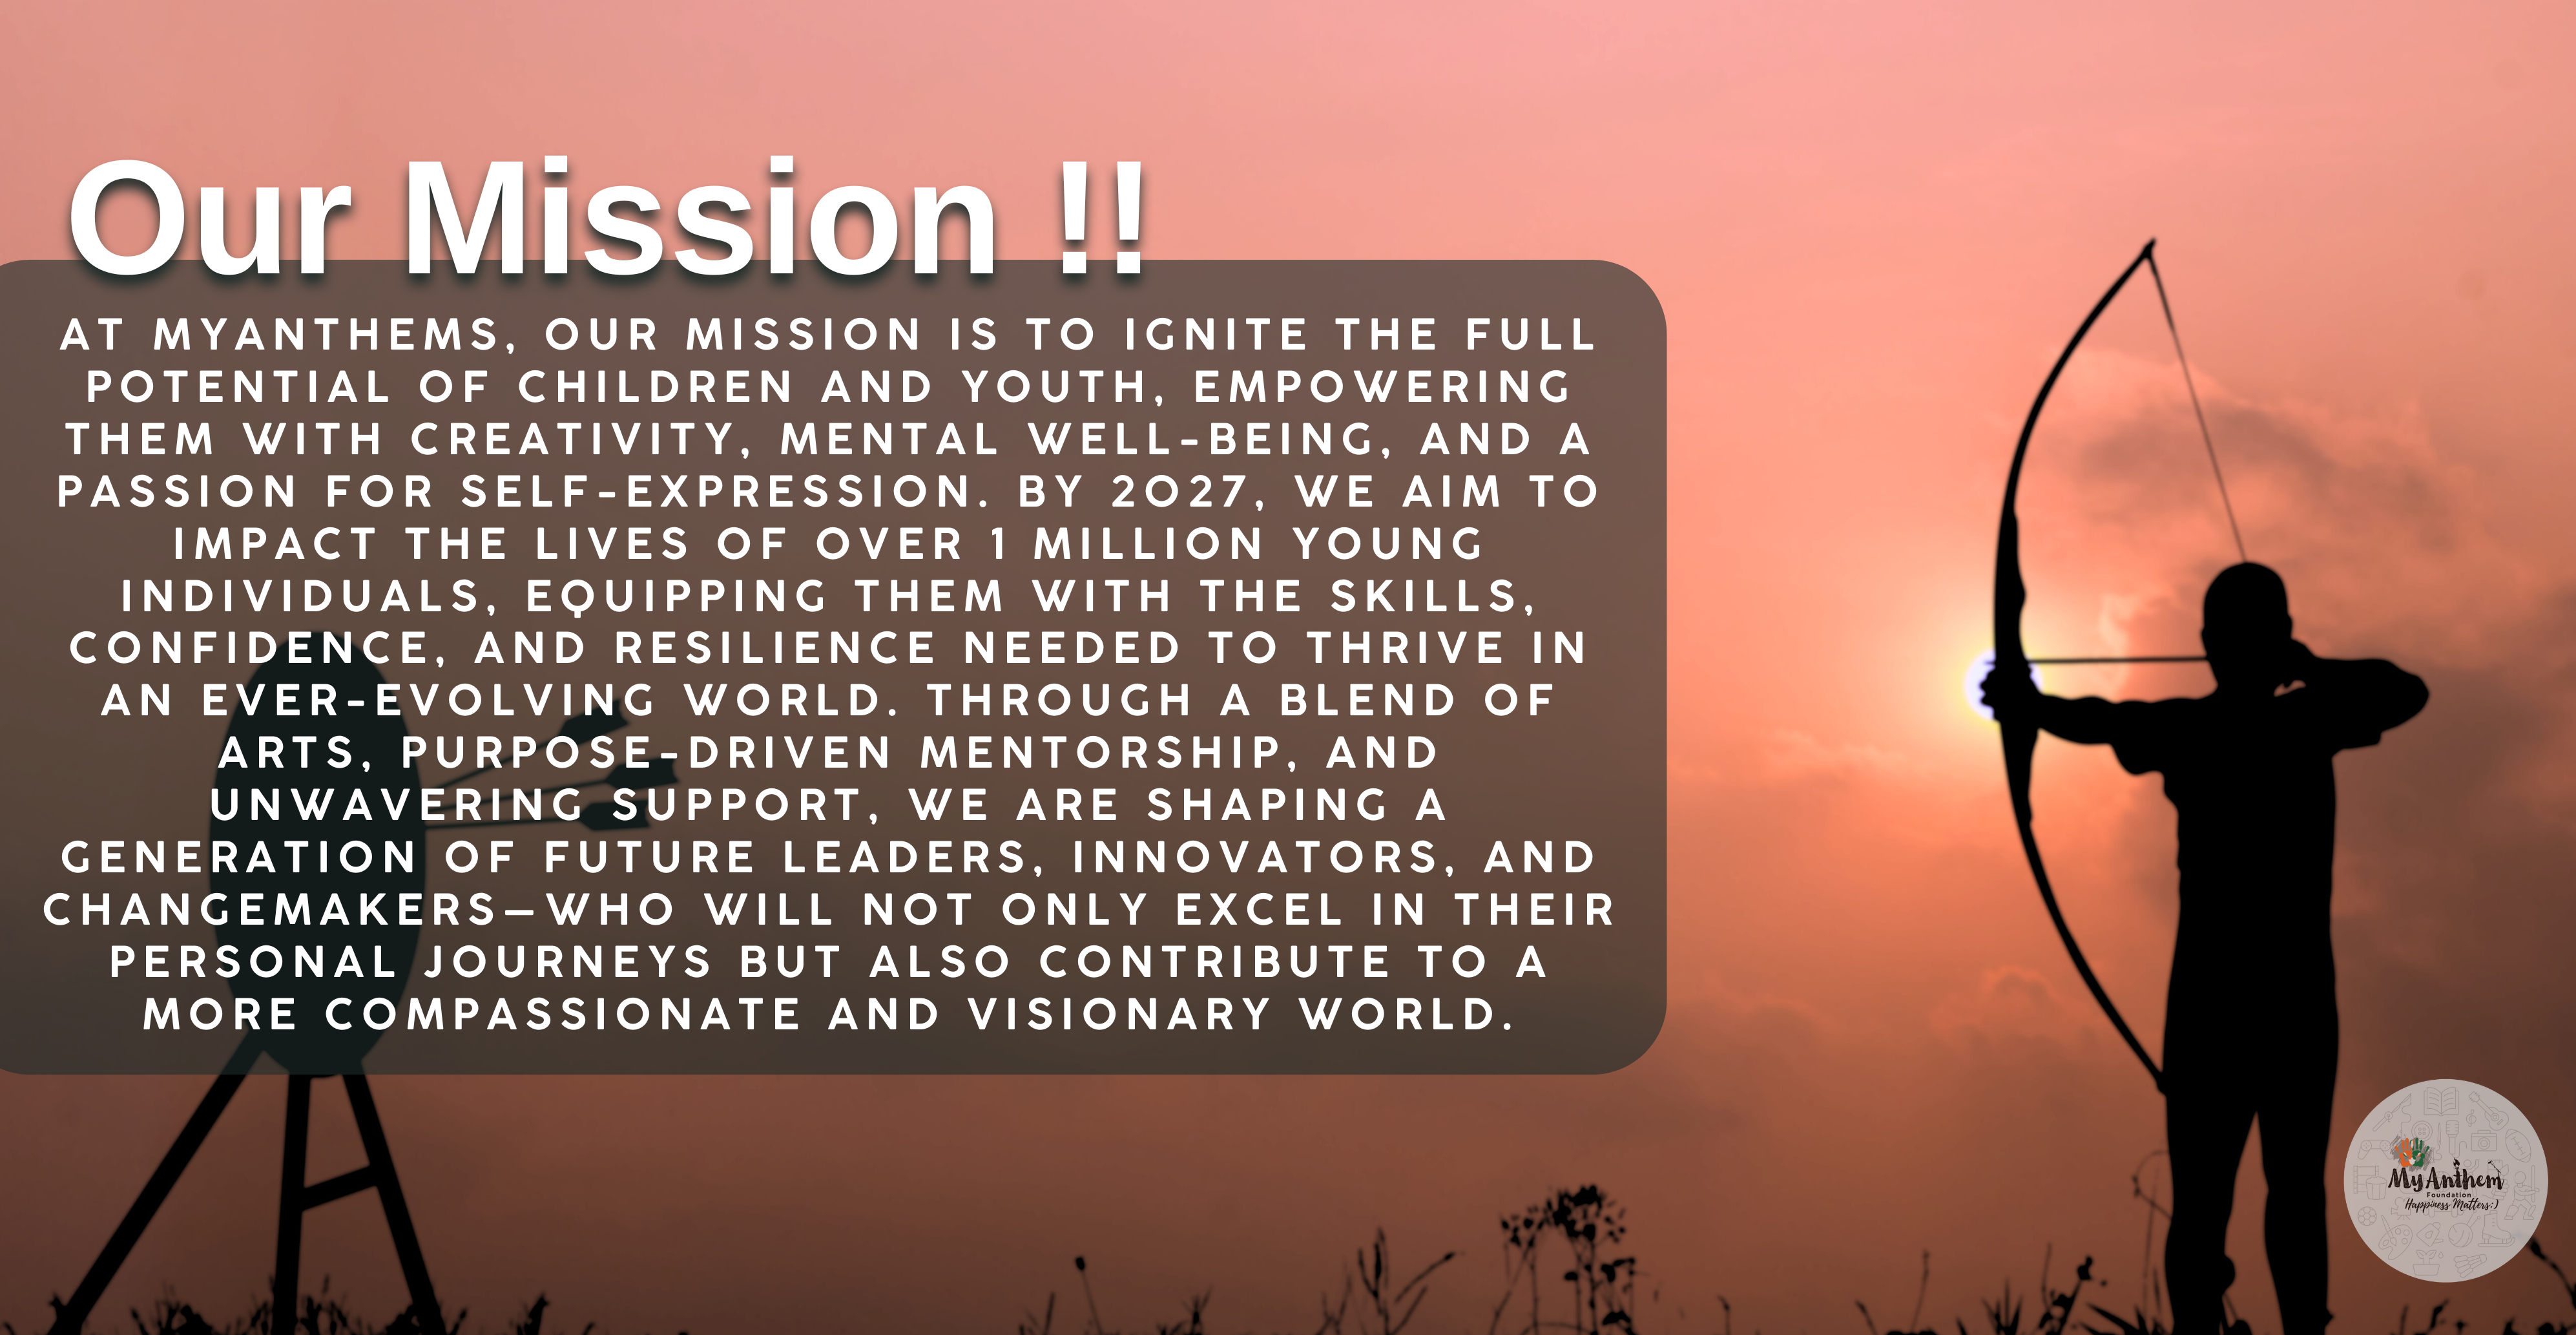 Our Mission !!
AT MYANTHEMS, OUR MISSION IS TO IGNITE THE FULL
POTENTIAL OF CHILDREN AND YOUTH, EMPOWERING
THEM WITH CREATIVITY, MENTAL WELL-BEING, AND A
PASSION FOR SELF-EXPRESSION. BY 2027, WE AIM TO
IMPACT THE LIVES OF OVER 1 MILLION YOUNG
INDIVIDUALS, EQUIPPING THEM WITH THE SKILLS,
CONFIDENCE, AND RESILIENCE NEEDED TO THRIVE IN
AN EVER-EVOLVING WORLD. THROUGH A BLEND OF
ARTS, PURPOSE-DRIVEN MENTORSHIP, AND
UNWAVERING SUPPORT, WE ARE SHAPING A
GENERATION OF FUTURE LEADERS, INNOVATORS, AND
CHANGEMAKERS—WHO WILL NOT ONLY EXCEL IN THEIR
PERSONAL JOURNEYS BUT ALSO CONTRIBUTE TO A
MORE COMPASSIONATE AND VISIONARY WORLD.
MyAnthem
Foundation
Happiness Matters:)